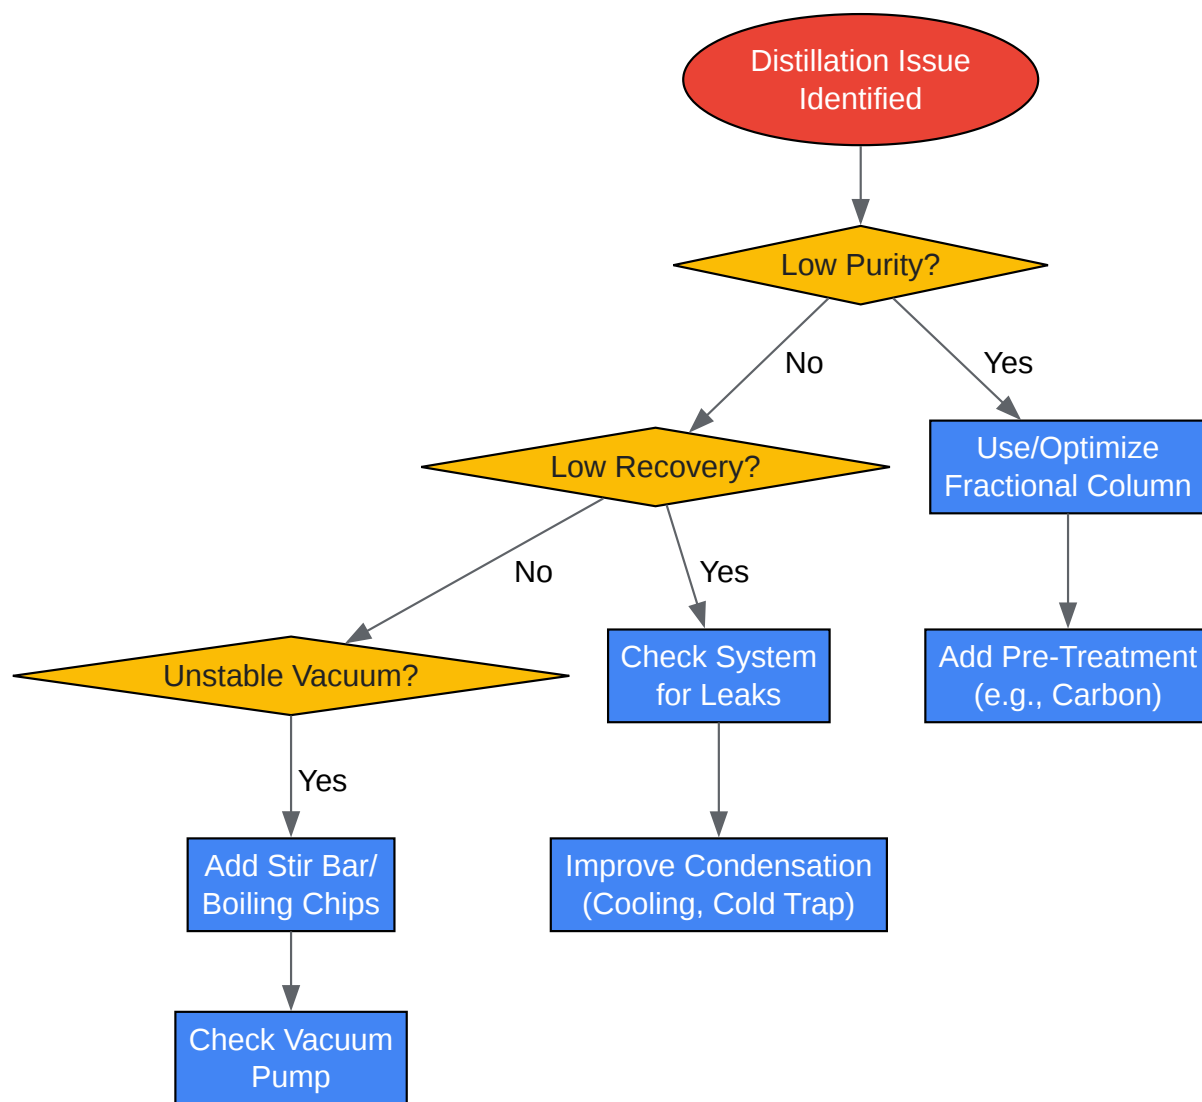 Distillation Issue
Identified
Low Purity?
No
Yes
Low Recovery?
Use/Optimize
Fractional Column
No
Yes
Unstable Vacuum?
Check System
for Leaks
Add Pre-Treatment
(e.g., Carbon)
Yes
Add Stir Bar/
Boiling Chips
Improve Condensation
(Cooling, Cold Trap)
Check Vacuum
Pump